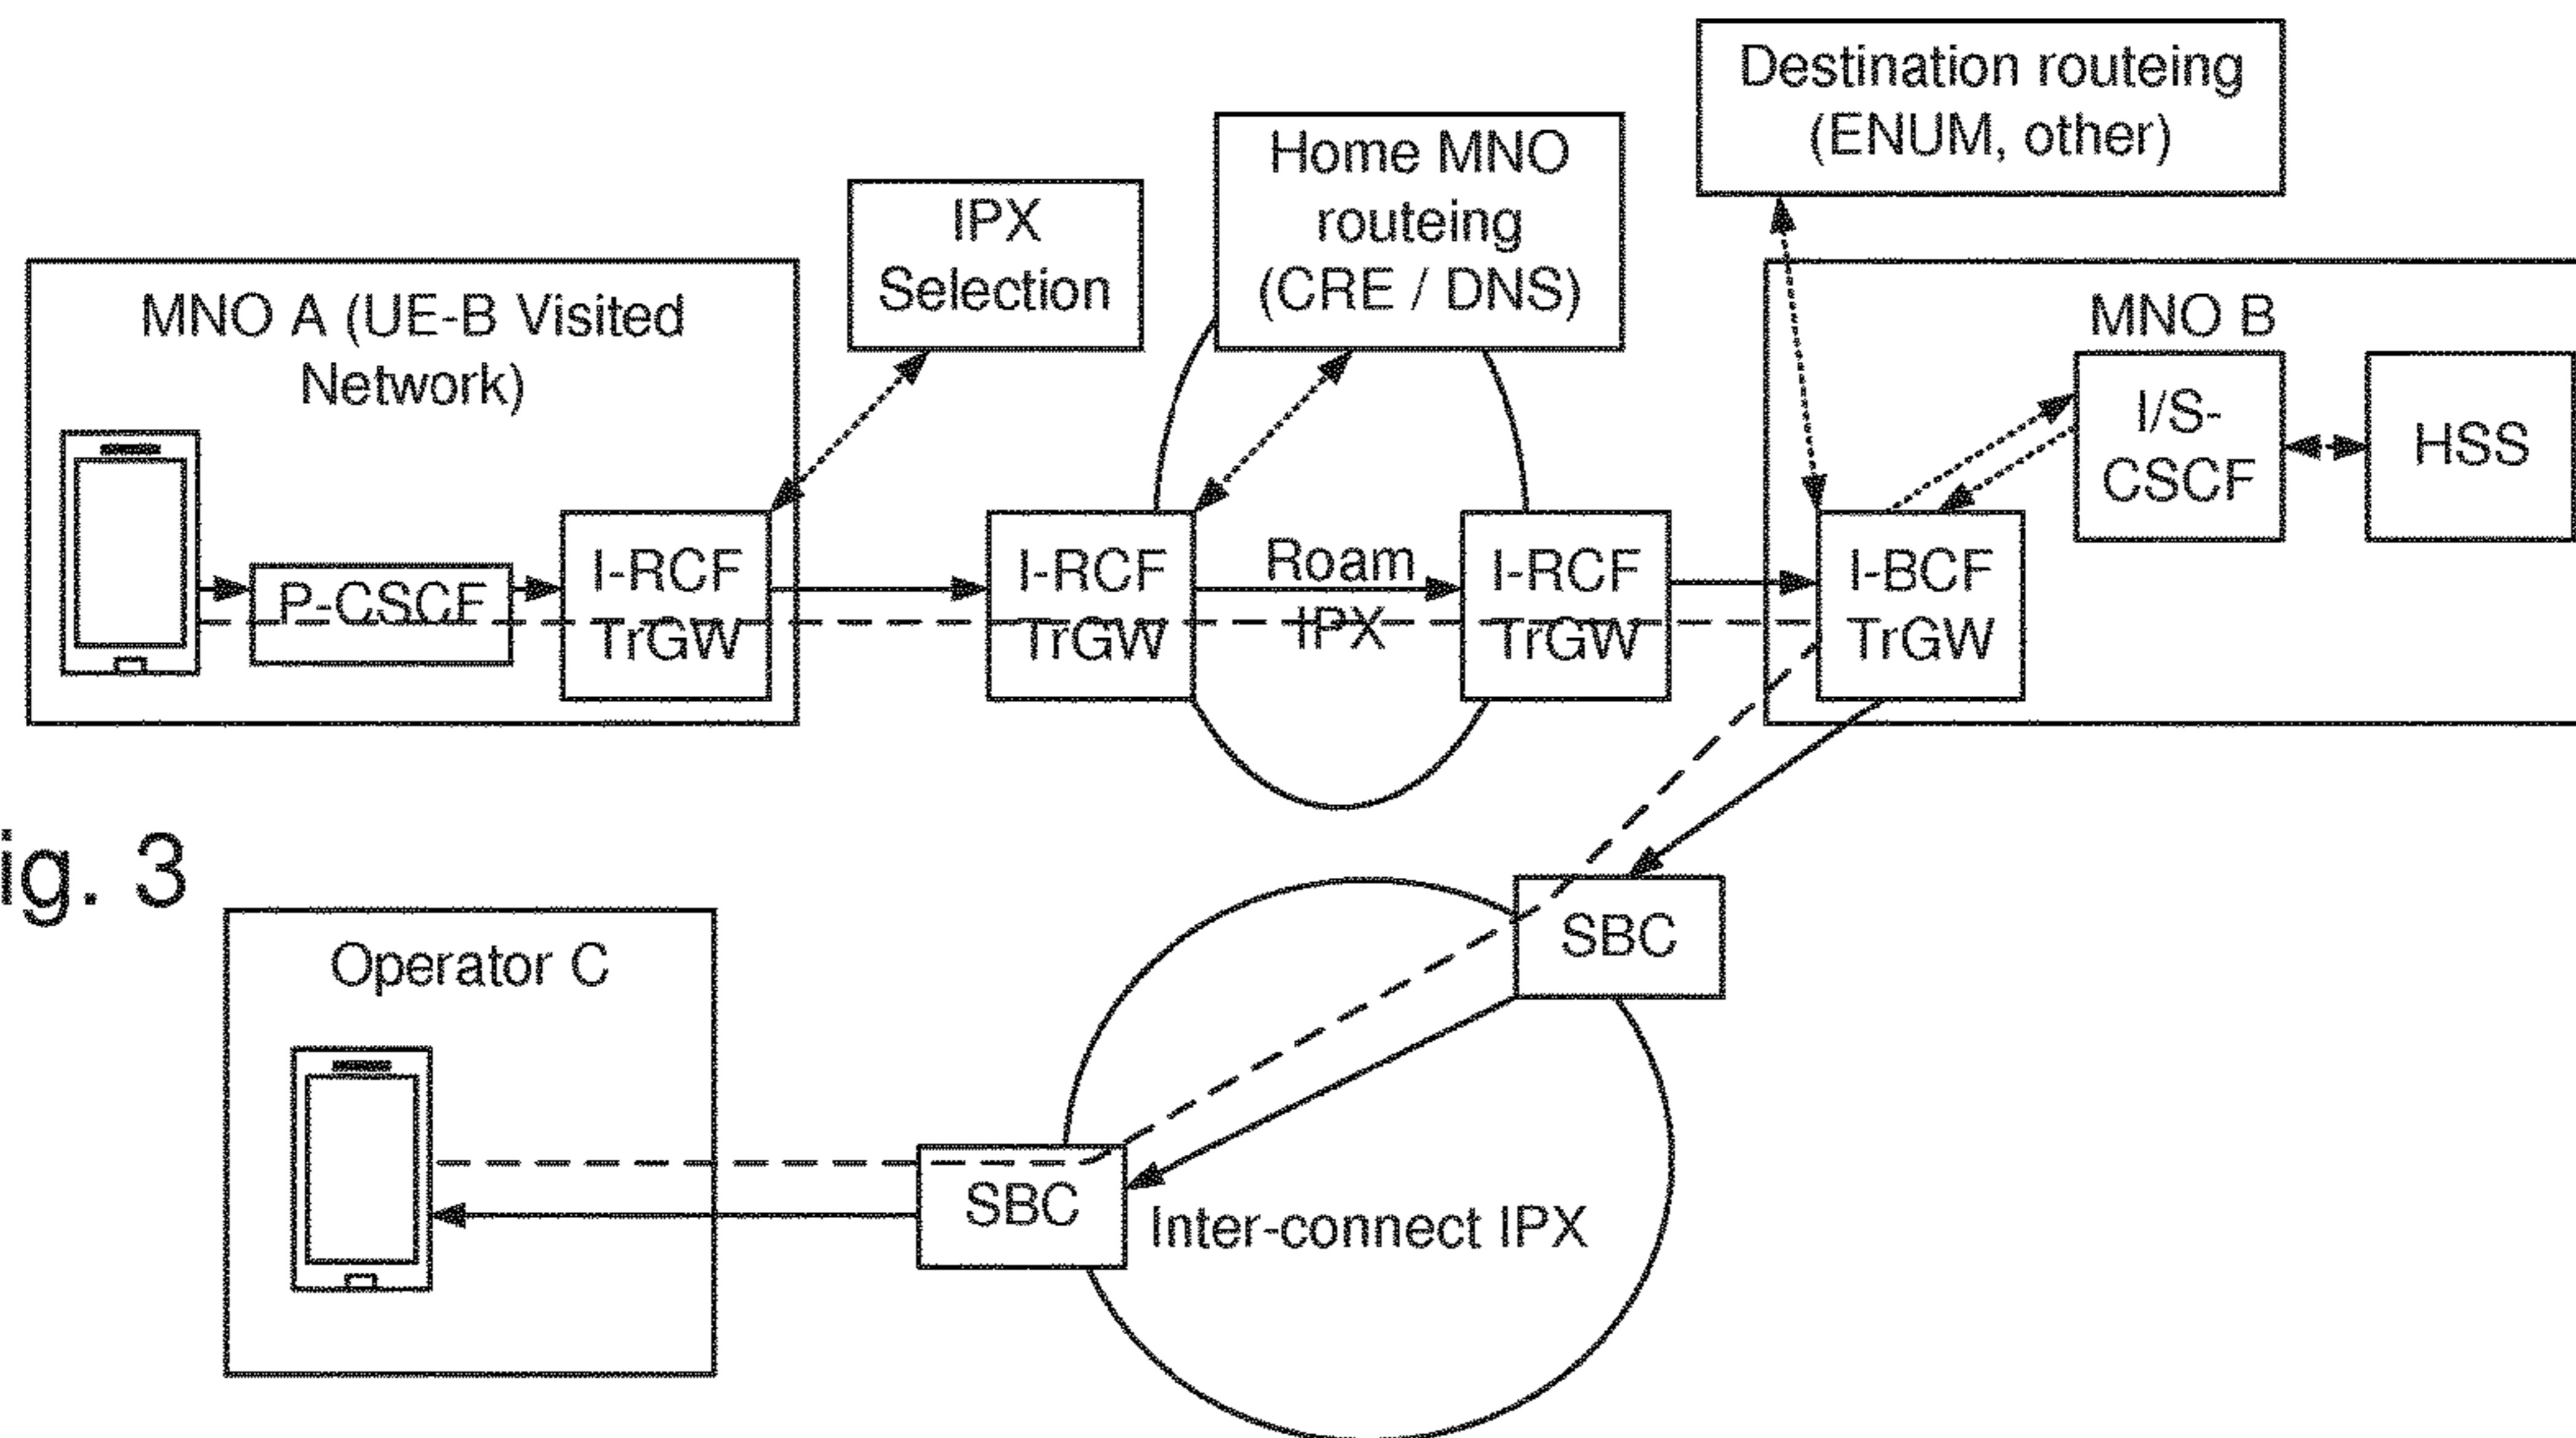 Destination routeing
(ENUM, other)
Home MNO
routeing
(CRE / DNS)
IPX
Selection
MNO A (UE-B Visited
Network)
MNO B
I/S-
CSCF
HSS
P-CSCF
I-RCF
TrGW
I-RCF
TrGW
Roam
IPX
I-RCF
TrGW
I-BCF
TrGW
ig. 3
Operator C
SBC
SBC
Inter-connect IPX